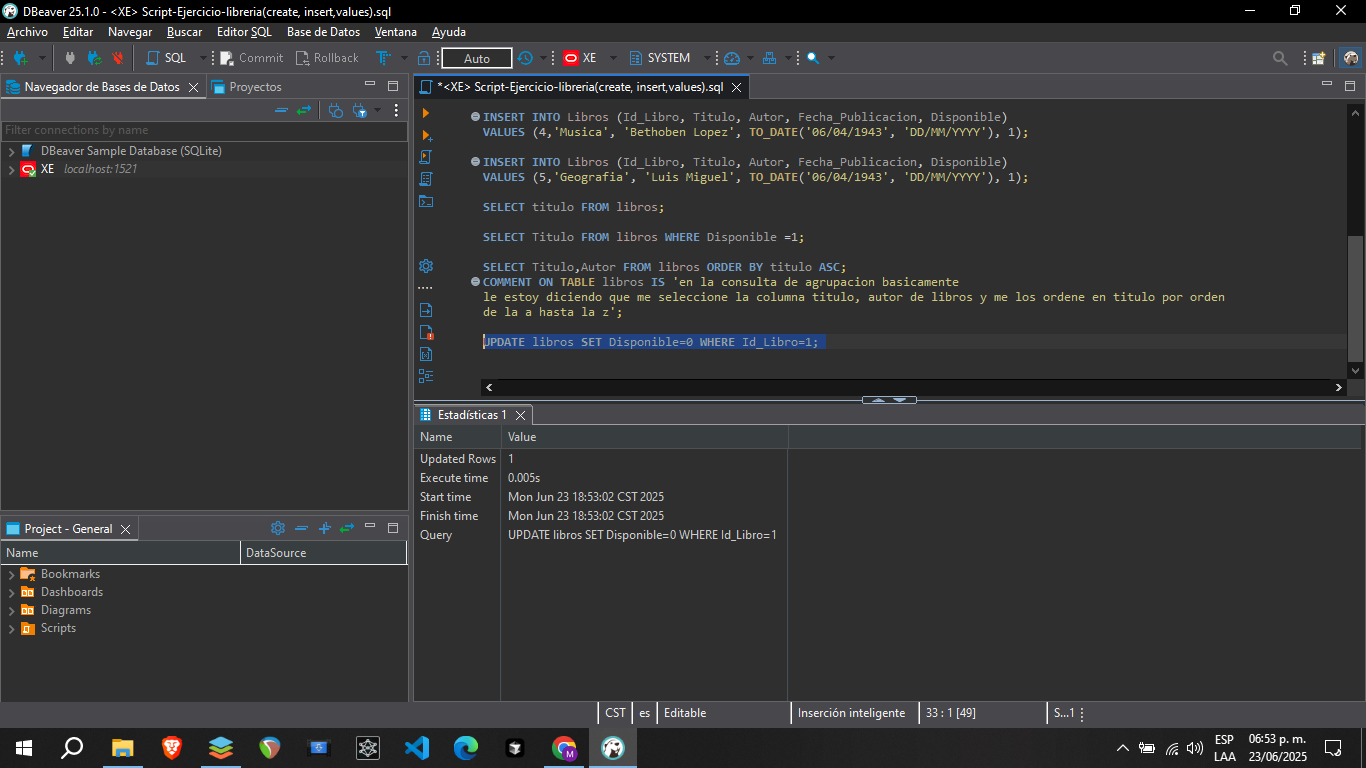 DBeaver 25.1.0 - <XE> Script-Ejercicio-libreria(create, insert,values).sql
Archivo Editar Navegar Buscar Editor SQL Base de Datos Ventana Ayuda
SQL Commit Rollback T Auto XE SYSTEM
Navegador de Bases de Datos Proyectos
*<XE> Script-Ejercicio-libreria(create, insert,values).sql
Filter connections by name
DBeaver Sample Database (SQLite)
XE localhost:1521
INSERT INTO Libros (Id_Libro, Titulo, Autor, Fecha_Publicacion, Disponible)
VALUES (4,'Musica', 'Bethoben Lopez', TO_DATE('06/04/1943', 'DD/MM/YYYY'), 1);
INSERT INTO Libros (Id_Libro, Titulo, Autor, Fecha_Publicacion, Disponible)
VALUES (5,'Geografia', 'Luis Miguel', TO_DATE('06/04/1943', 'DD/MM/YYYY'), 1);
SELECT titulo FROM libros;
SELECT Titulo FROM libros WHERE Disponible =1;
SELECT Titulo,Autor FROM libros ORDER BY titulo ASC;
COMMENT ON TABLE libros IS 'en la consulta de agrupacion basicamente
le estoy diciendo que me seleccione la columna titulo, autor de libros y me los ordene en titulo por orden
de la a hasta la z';
UPDATE libros SET Disponible=0 WHERE Id_Libro=1;
Estadísticas 1
Name Value
Updated Rows 1
Execute time 0.005s
Start time Mon Jun 23 18:53:02 CST 2025
Finish time Mon Jun 23 18:53:02 CST 2025
Query UPDATE libros SET Disponible=0 WHERE Id_Libro=1
Project - General
Name DataSource
Bookmarks
Dashboards
Diagrams
Scripts
CST es Editable Inserción inteligente 33 : 1 [49] S...1
ESP 06:53 p. m.
LAA 23/06/2025